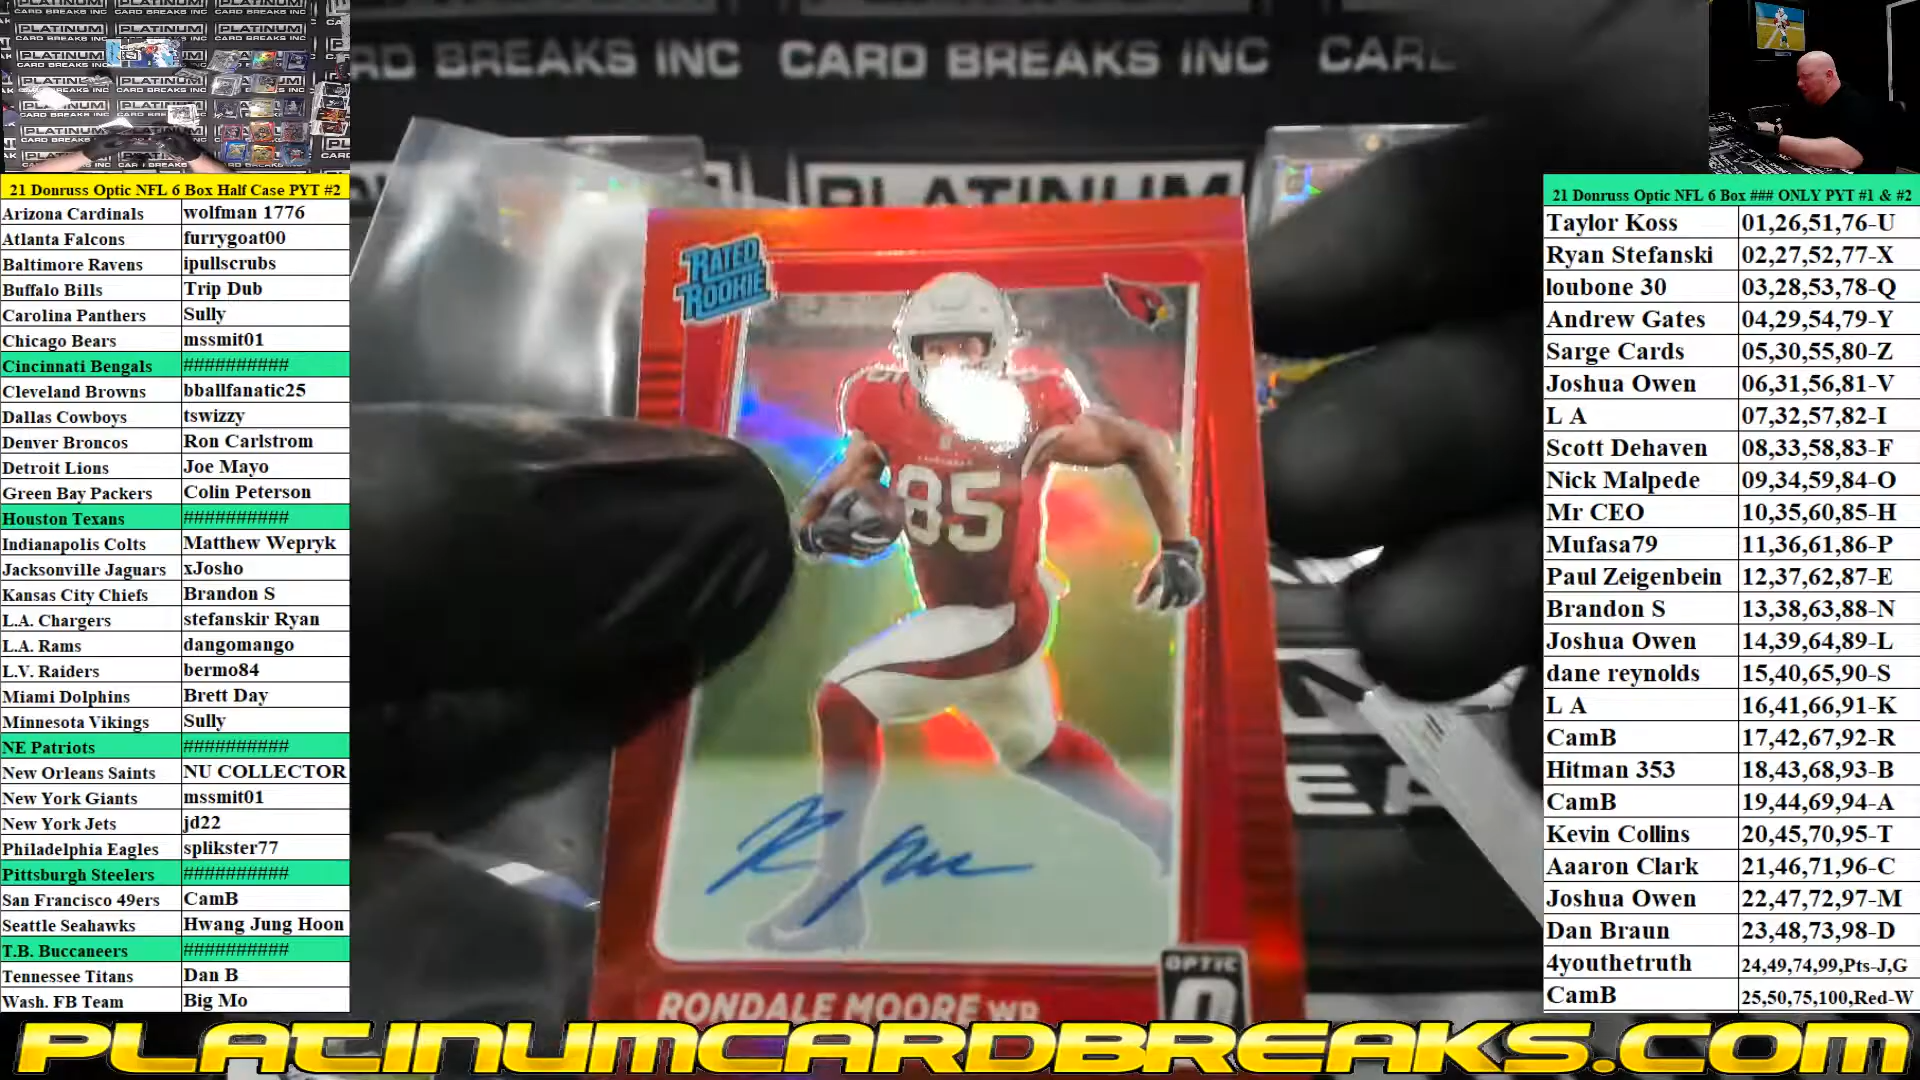 RD BREAKS INC CARD BREAKS INC CARD
PLATINUM
21 Donruss Optic NFL 6 Box Half Case PYT #2
Arizona Cardinals wolfman 1776
Atlanta Falcons furrygoat00
Baltimore Ravens ipullscrubs
Buffalo Bills Trip Dub
Carolina Panthers Sully
Chicago Bears mssmit01
Cincinnati Bengals ##########
Cleveland Browns bballfanatic25
Dallas Cowboys tswizzy
Denver Broncos Ron Carlstrom
Detroit Lions Joe Mayo
Green Bay Packers Colin Peterson
Houston Texans ##########
Indianapolis Colts Matthew Wepryk
Jacksonville Jaguars xJosho
Kansas City Chiefs Brandon S
L.A. Chargers stefanskir Ryan
L.A. Rams dangomango
L.V. Raiders bermo84
Miami Dolphins Brett Day
Minnesota Vikings Sully
NE Patriots ##########
New Orleans Saints NU COLLECTOR
New York Giants mssmit01
New York Jets jd22
Philadelphia Eagles splikster77
Pittsburgh Steelers ##########
San Francisco 49ers CamB
Seattle Seahawks Hwang Jung Hoon
T.B. Buccaneers ##########
Tennessee Titans Dan B
Wash. FB Team Big Mo
RATED
ROOKIE
85
RONDALE MOORE WR
OPTIC
21 Donruss Optic NFL 6 Box ### ONLY PYT #1 & #2
Taylor Koss 01,26,51,76-U
Ryan Stefanski 02,27,52,77-X
loubone 30 03,28,53,78-Q
Andrew Gates 04,29,54,79-Y
Sarge Cards 05,30,55,80-Z
Joshua Owen 06,31,56,81-V
L A 07,32,57,82-I
Scott Dehaven 08,33,58,83-F
Nick Malpede 09,34,59,84-O
Mr CEO 10,35,60,85-H
Mufasa79 11,36,61,86-P
Paul Zeigenbein 12,37,62,87-E
Brandon S 13,38,63,88-N
Joshua Owen 14,39,64,89-L
dane reynolds 15,40,65,90-S
L A 16,41,66,91-K
CamB 17,42,67,92-R
Hitman 353 18,43,68,93-B
CamB 19,44,69,94-A
Kevin Collins 20,45,70,95-T
Aaaron Clark 21,46,71,96-C
Joshua Owen 22,47,72,97-M
Dan Braun 23,48,73,98-D
4youthetruth 24,49,74,99,Pts-J,G
CamB 25,50,75,100,Red-W
PLATINUMCARDBREAKS.COM